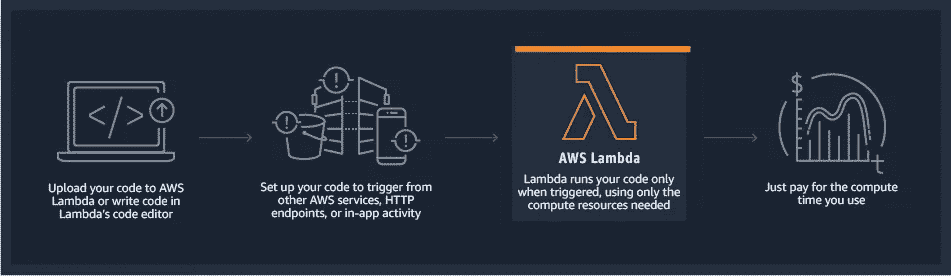 </>
$
t
Upload your code to AWS
Lambda or write code in
Lambda's code editor
Set up your code to trigger from
other AWS services, HTTP
endpoints, or in-app activity
AWS Lambda
Lambda runs your code only
when triggered, using only the
compute resources needed
Just pay for the compute
time you use